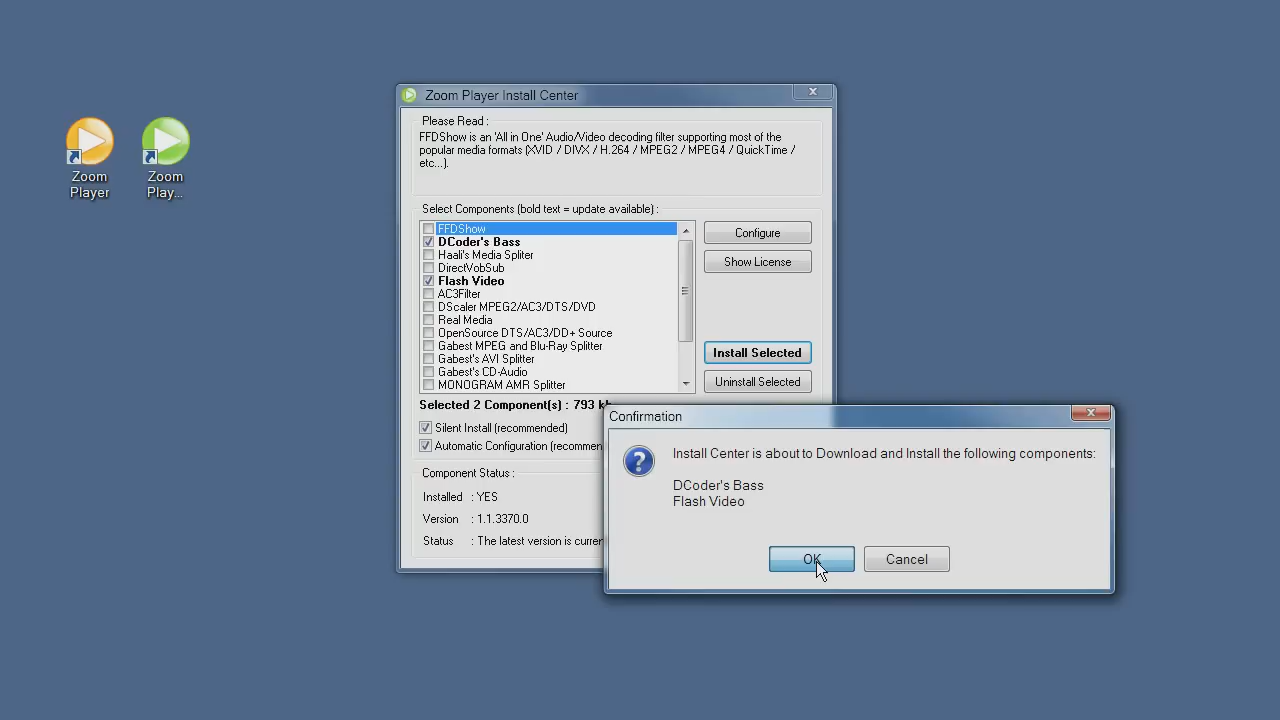 Zoom Player
Zoom Play...
Zoom Player Install Center
Please Read :
FFDShow is an 'All in One' Audio/Video decoding filter supporting most of the
popular media formats (XVID / DIVX / H.264 / MPEG2 / MPEG4 / QuickTime /
etc...).
Select Components (bold text = update available) :
FFDShow
DCoder's Bass
Haali's Media Spliter
DirectVobSub
Flash Video
AC3Filter
DScaler MPEG2/AC3/DTS/DVD
Real Media
OpenSource DTS/AC3/DD+ Source
Gabest MPEG and Blu-Ray Splitter
Gabest's AVI Splitter
Gabest's CD-Audio
MONOGRAM AMR Splitter
Configure
Show License
Install Selected
Uninstall Selected
Selected 2 Component(s) : 793 k
Silent Install (recommended)
Automatic Configuration (recommen
Component Status :
Installed : YES
Version : 1.1.3370.0
Status : The latest version is curren
Confirmation
Install Center is about to Download and Install the following components:
DCoder's Bass
Flash Video
OK
Cancel